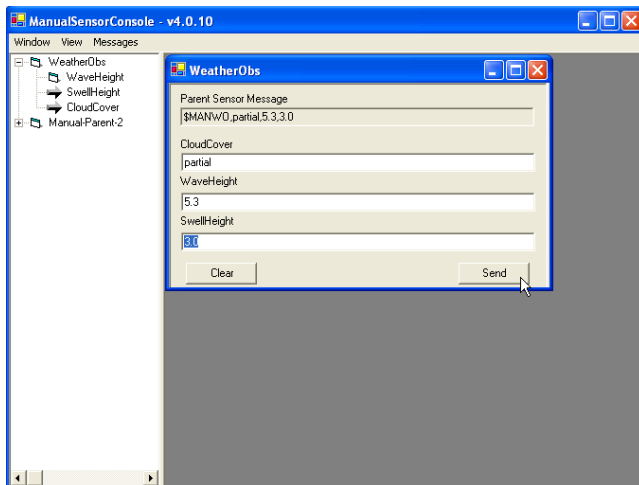 ManualSensorConsole - v4.0.10
Window View Messages
WeatherObs
WaveHeight
SwellHeight
CloudCover
Manual-Parent-2
WeatherObs
Parent Sensor Message
$MANWO,partial,5.3,3.0
CloudCover
partial
WaveHeight
5.3
SwellHeight
3.0
Clear Send